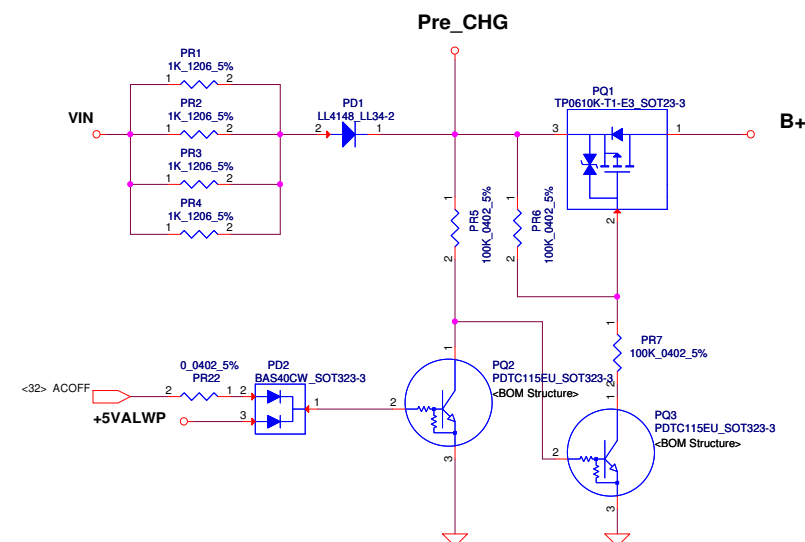 Pre_CHG
PR1
1K_1206_5%
1 2
PR2
1K_1206_5%
1 2
PR3
1K_1206_5%
1 2
PR4
1K_1206_5%
1 2
VIN
PD1
LL4148_LL34-2
2 1
PQ1
TP0610K-T1-E3_SOT23-3
3 1
2
B+
1
PR5
100K_0402_5%
2
1
PR6
100K_0402_5%
2
1
PR7
100K_0402_5%
2
<32> ACOFF
0_0402_5%
PR22
2 1
+5VALWP
PD2
BAS40CW_SOT323-3
2
3
1
PQ2
PDTC115EU_SOT323-3
<BOM Structure>
1
2
3
PQ3
PDTC115EU_SOT323-3
<BOM Structure>
1
2
3